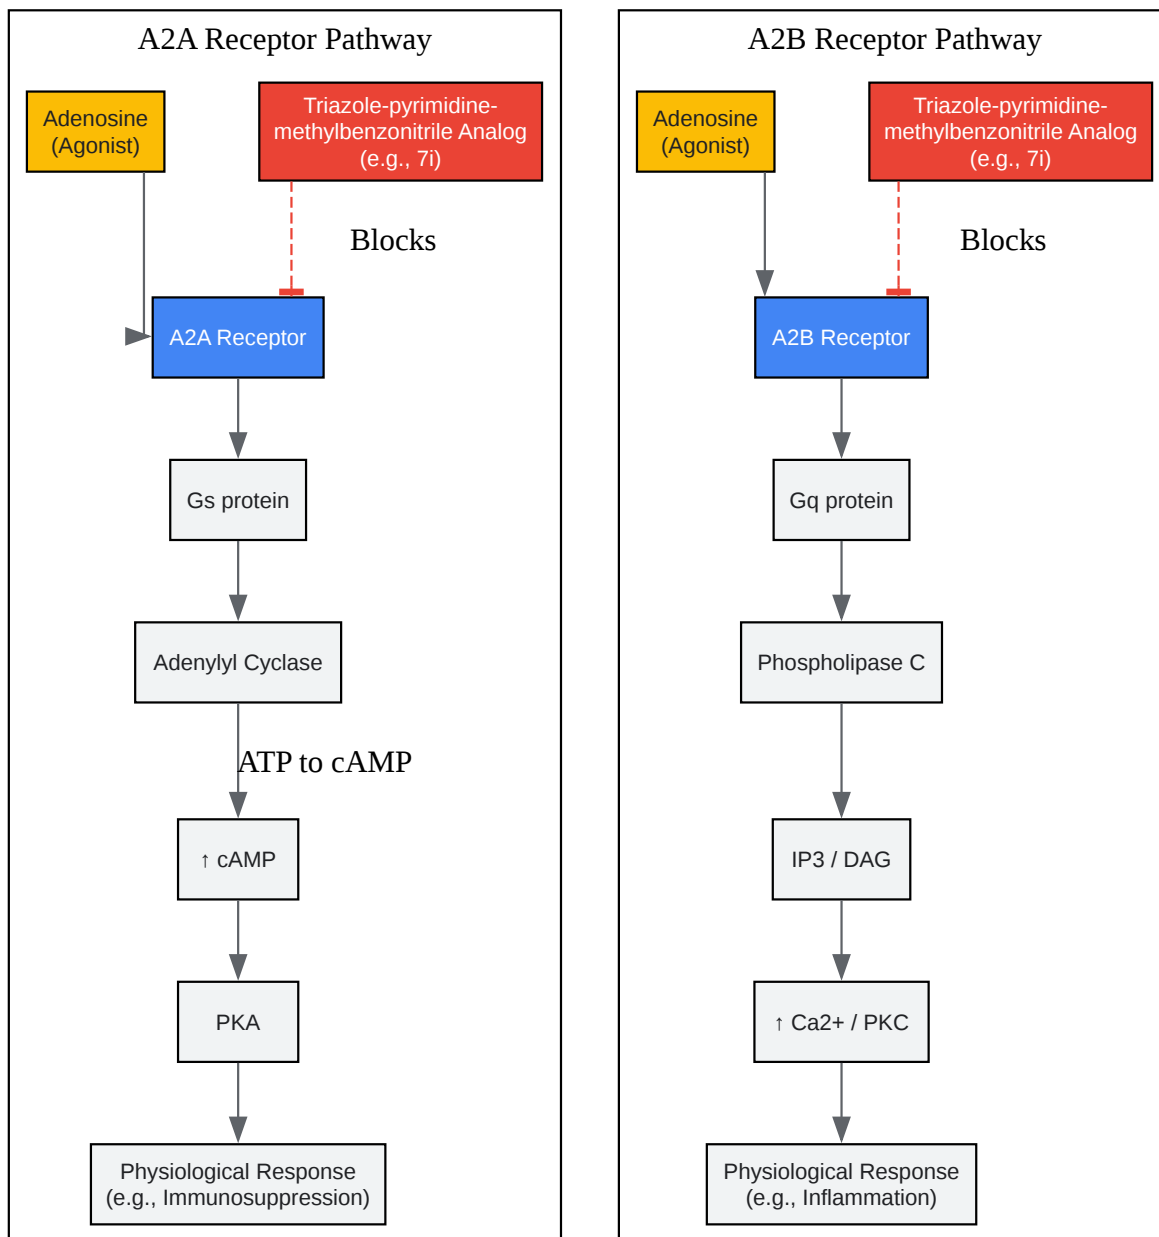 A2A Receptor Pathway
Adenosine
(Agonist)
Triazole-pyrimidine-
methylbenzonitrile Analog
(e.g., 7i)
Blocks
A2A Receptor
Gs protein
Adenylyl Cyclase
ATP to cAMP
↑ cAMP
PKA
Physiological Response
(e.g., Immunosuppression)
A2B Receptor Pathway
Adenosine
(Agonist)
Triazole-pyrimidine-
methylbenzonitrile Analog
(e.g., 7i)
Blocks
A2B Receptor
Gq protein
Phospholipase C
IP3 / DAG
↑ Ca2+ / PKC
Physiological Response
(e.g., Inflammation)